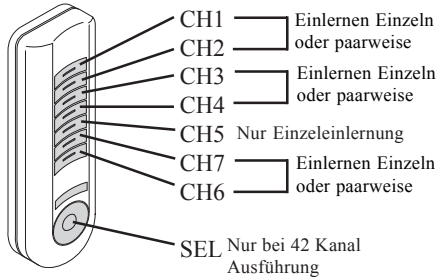 CH1 Einlernen Einzeln
CH2 oder paarweise
CH3 Einlernen Einzeln
CH4 oder paarweise
CH5 Nur Einzeleinlernung
CH7 Einlernen Einzeln
CH6 oder paarweise
SEL Nur bei 42 Kanal
Ausführung